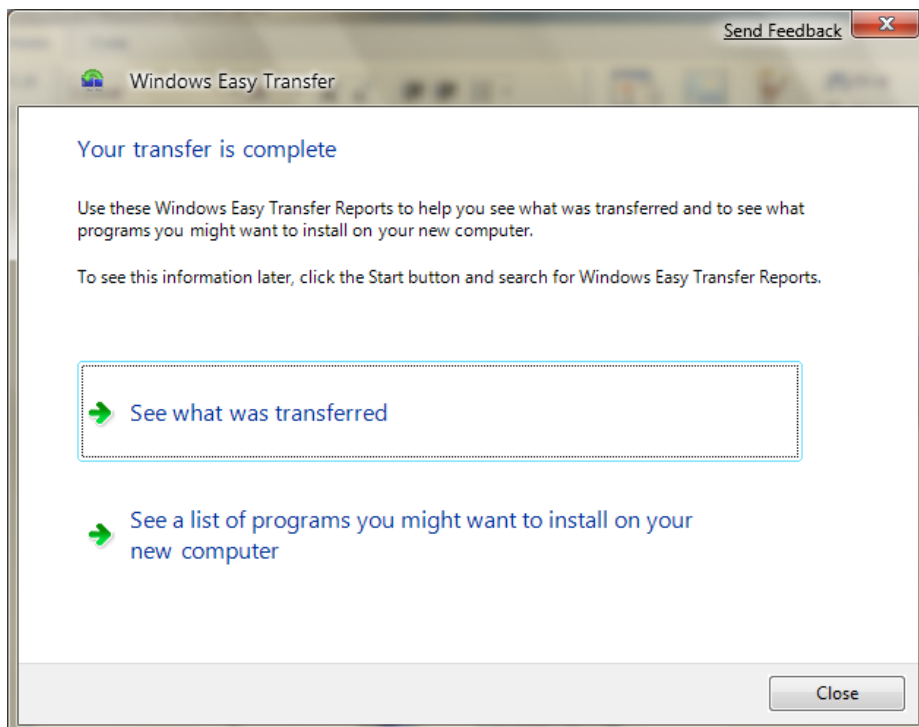 Send Feedback
Windows Easy Transfer
Your transfer is complete
Use these Windows Easy Transfer Reports to help you see what was transferred and to see what
programs you might want to install on your new computer.
To see this information later, click the Start button and search for Windows Easy Transfer Reports.
See what was transferred
See a list of programs you might want to install on your
new computer
Close